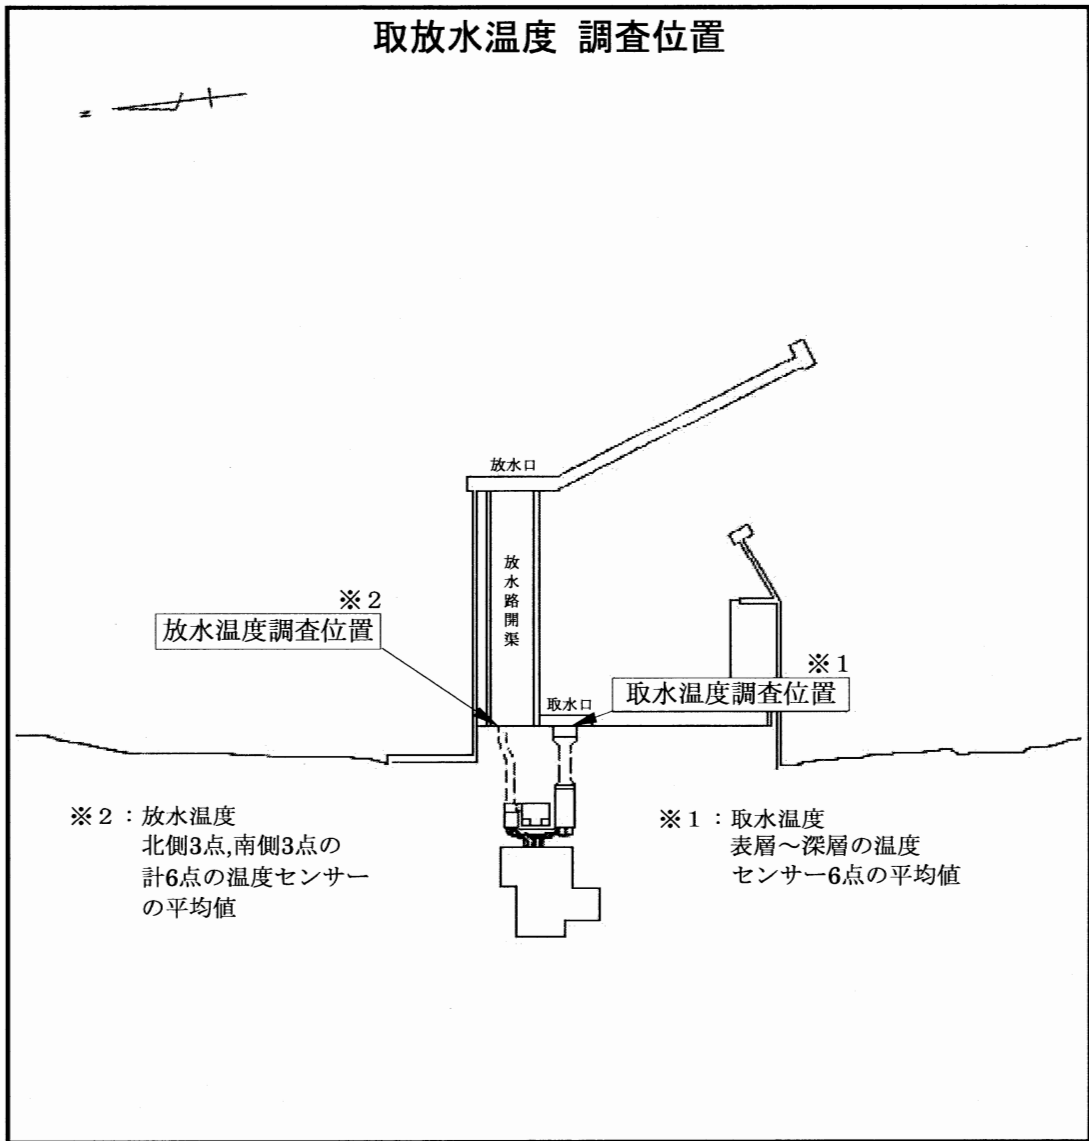 取放水温度 調査位置
N
放水口
放水路開渠
※2
放水温度調査位置
※1
取水温度調査位置
取水口
※2：放水温度
北側3点,南側3点の
計6点の温度センサー
の平均値
※1：取水温度
表層～深層の温度
センサー6点の平均値